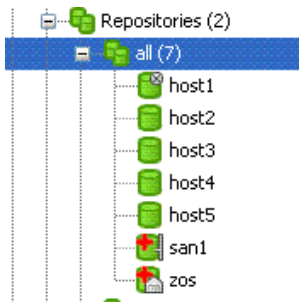 Repositories (2)
all (7)
host1
host2
host3
host4
host5
san1
zos